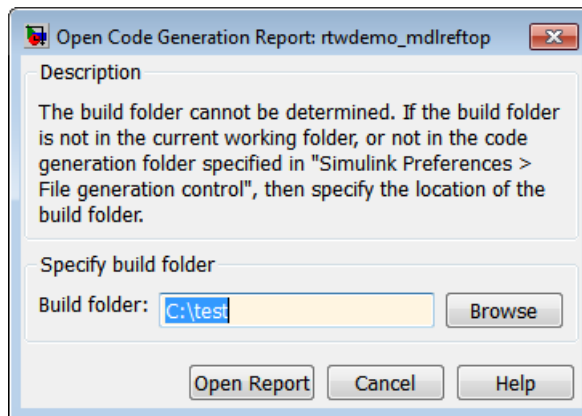 Open Code Generation Report: rtwdemo_mdlreftop
Description
The build folder cannot be determined. If the build folder
is not in the current working folder, or not in the code
generation folder specified in "Simulink Preferences >
File generation control", then specify the location of the
build folder.
Specify build folder
Build folder: C:\test Browse
Open Report Cancel Help